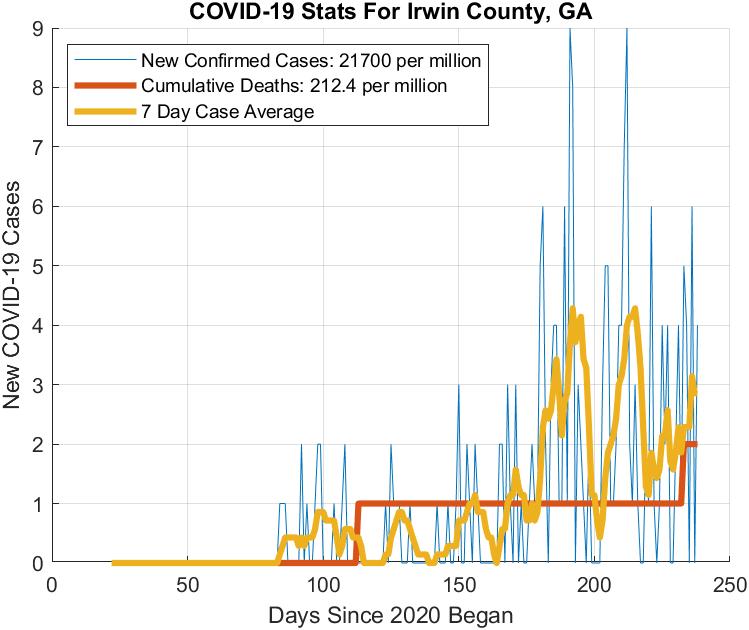 COVID-19 Stats For Irwin County, GA
New Confirmed Cases: 21700 per million
Cumulative Deaths: 212.4 per million
7 Day Case Average
New COVID-19 Cases
9
8
7
6
5
4
3
2
1
0
0 50 100 150 200 250
Days Since 2020 Began